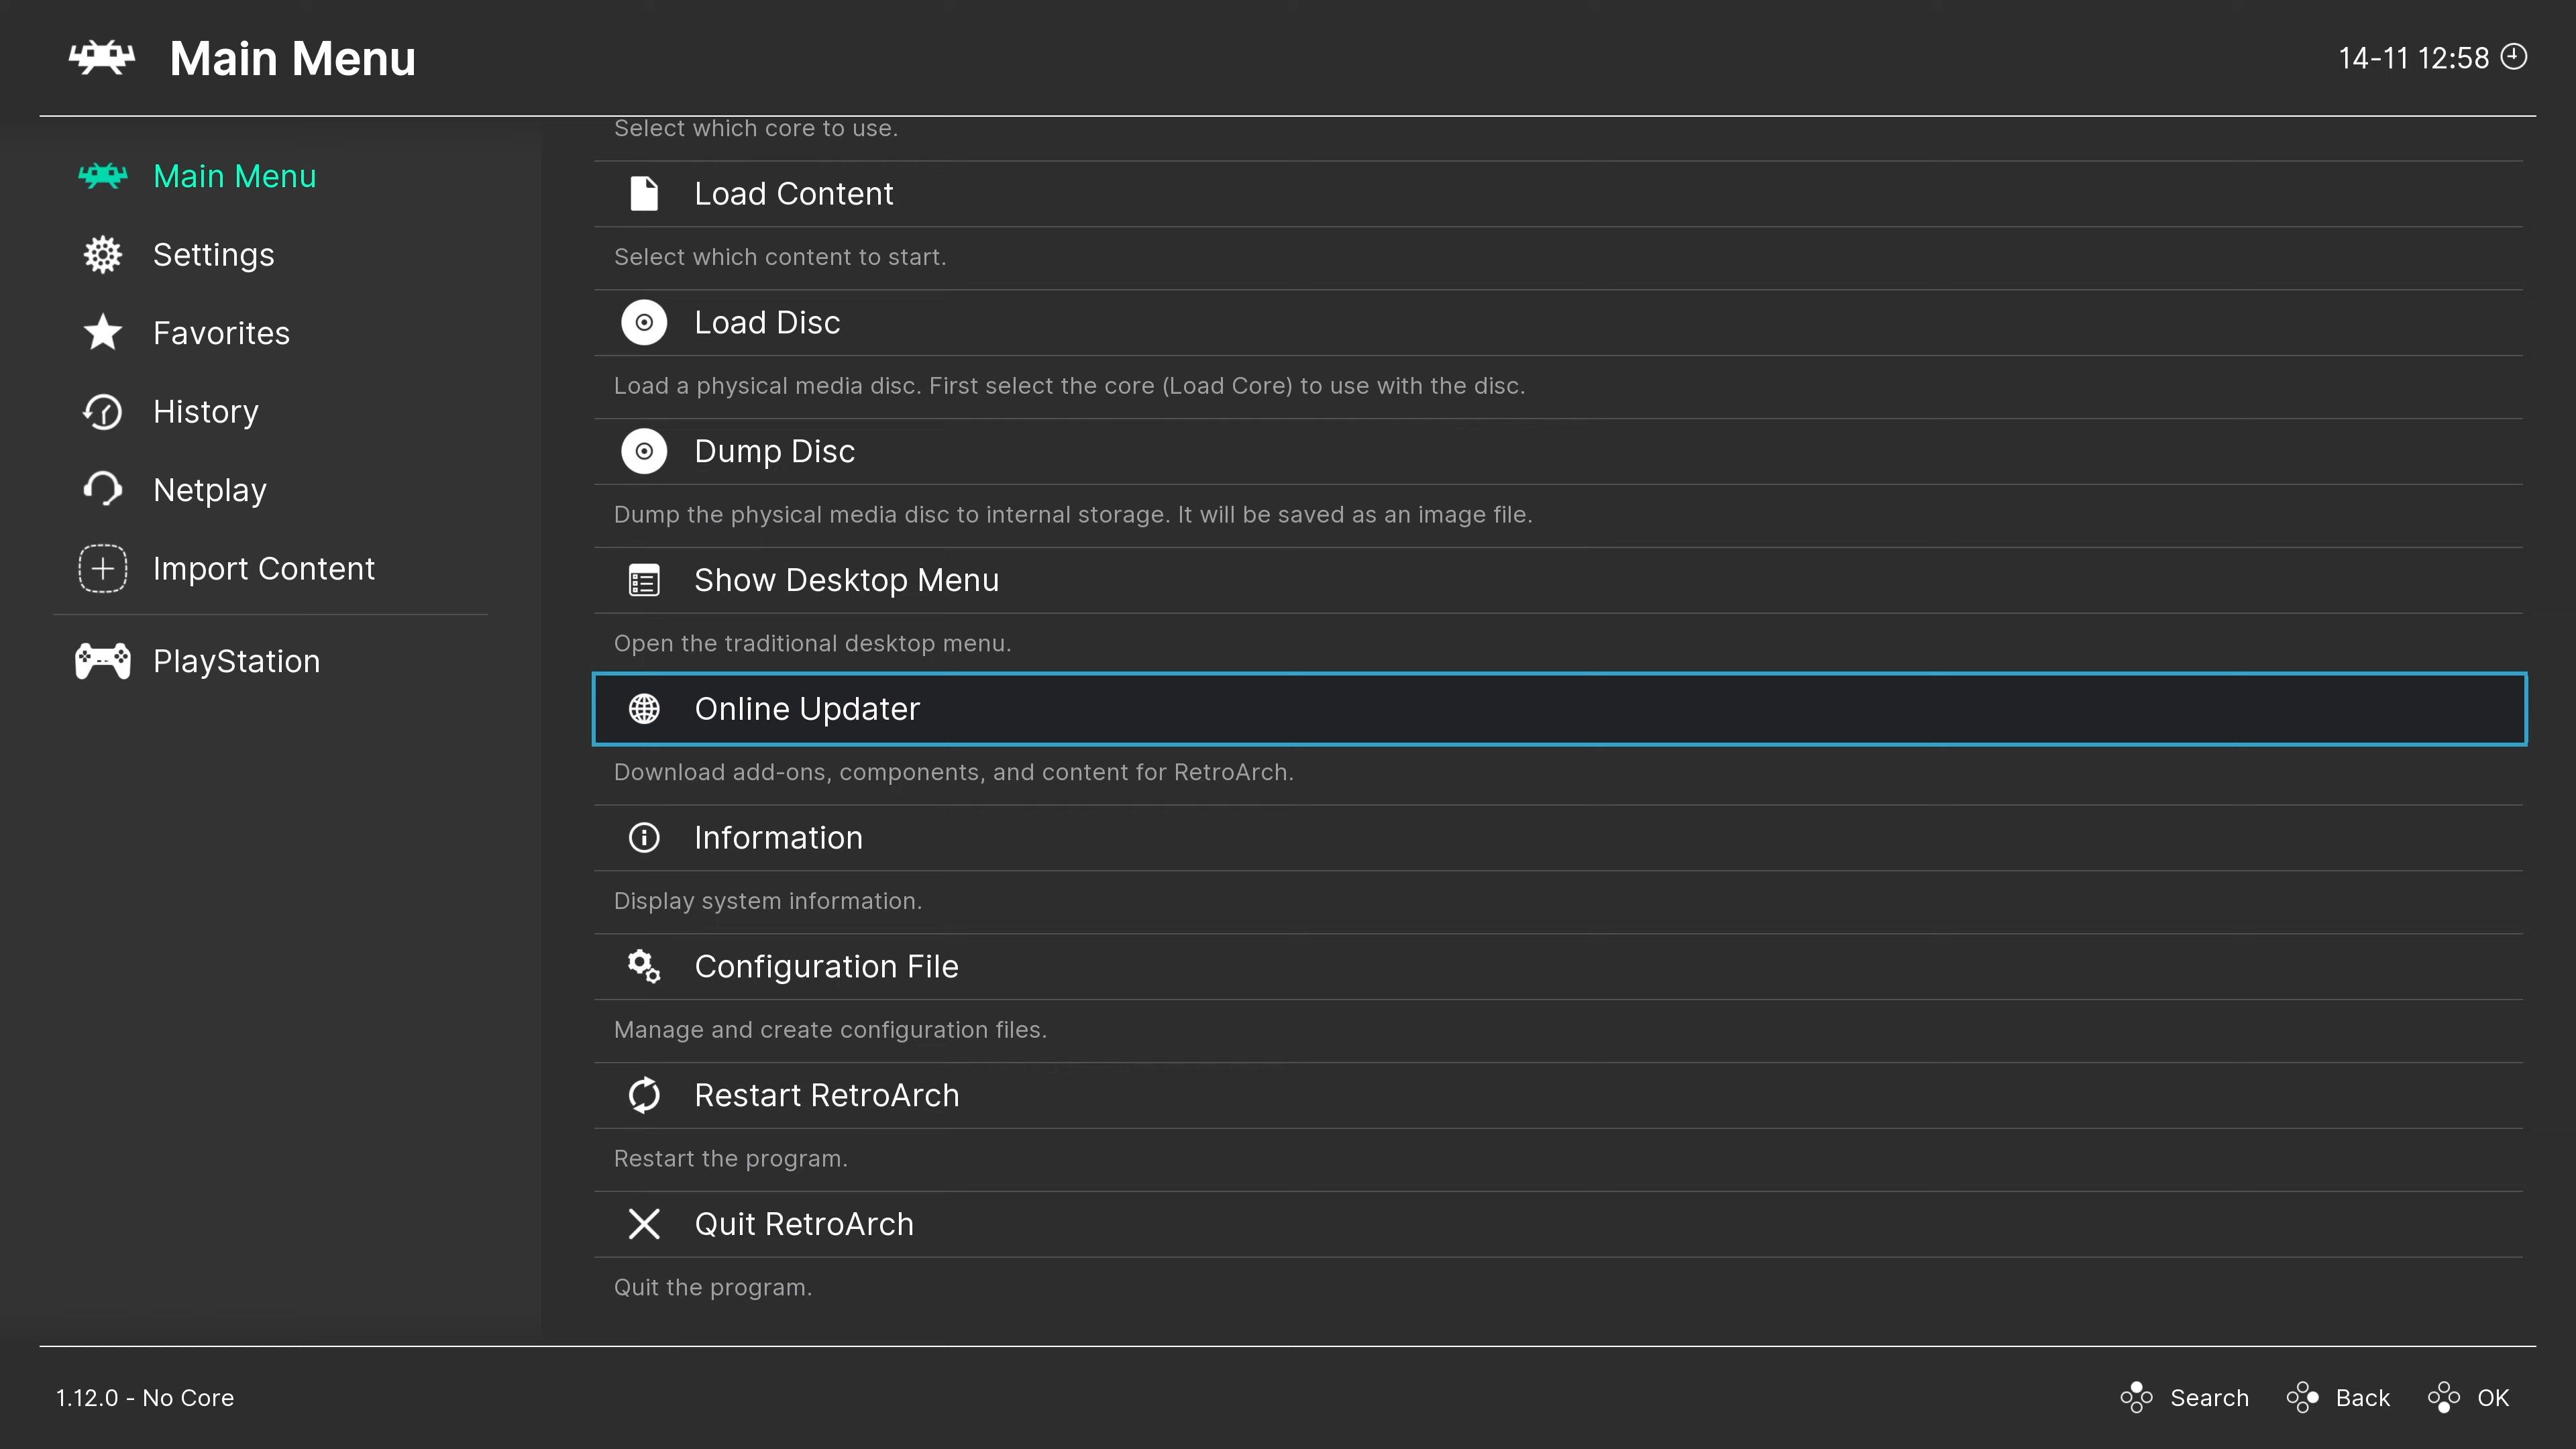 Main Menu
14-11 12:58
Main Menu
Settings
Favorites
History
Netplay
Import Content
PlayStation
Select which core to use.
Load Content
Select which content to start.
Load Disc
Load a physical media disc. First select the core (Load Core) to use with the disc.
Dump Disc
Dump the physical media disc to internal storage. It will be saved as an image file.
Show Desktop Menu
Open the traditional desktop menu.
Online Updater
Download add-ons, components, and content for RetroArch.
Information
Display system information.
Configuration File
Manage and create configuration files.
Restart RetroArch
Restart the program.
Quit RetroArch
Quit the program.
1.12.0 - No Core
Search Back OK